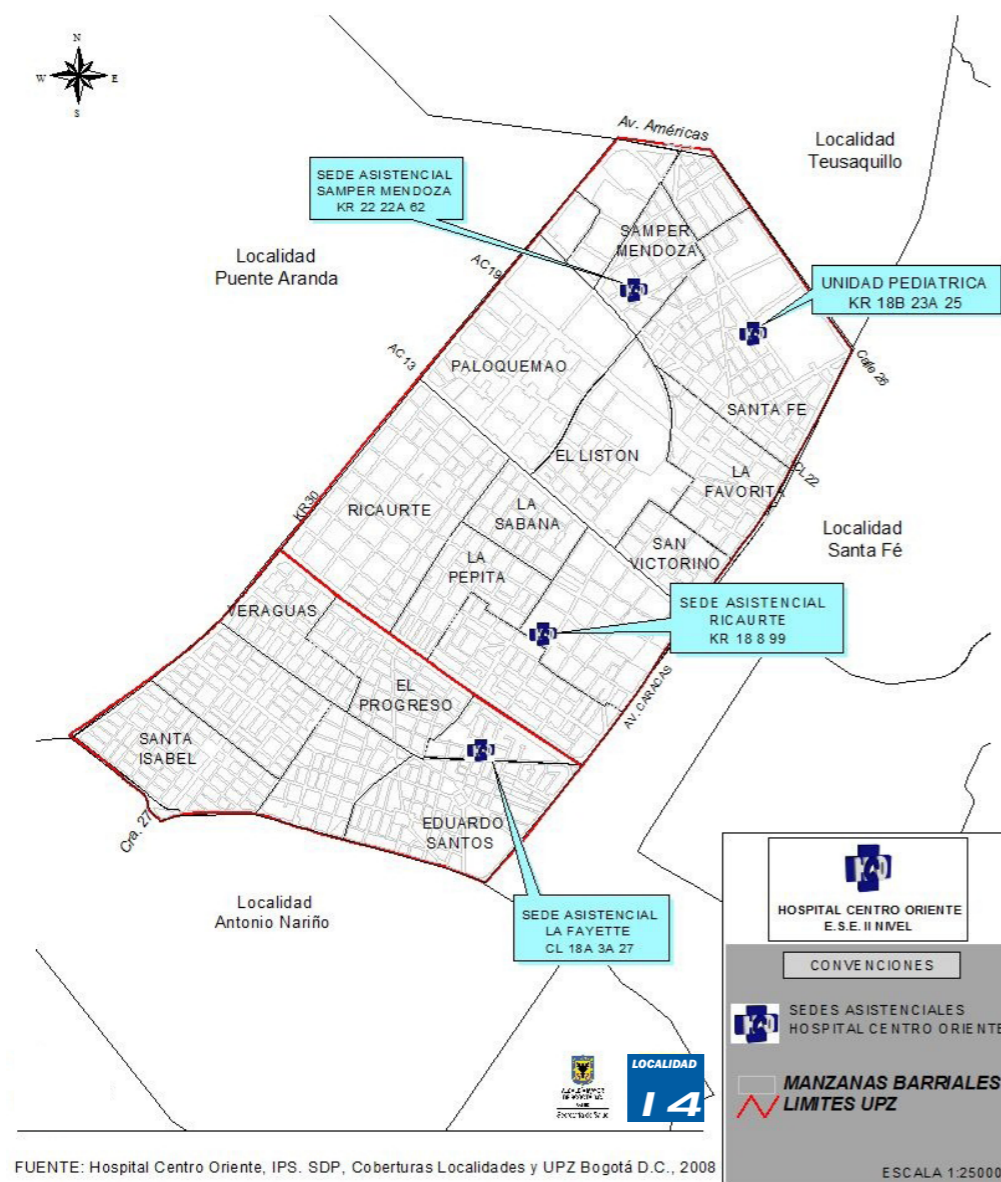 N
W
E
S
Av. Américas
Localidad
Teusaquillo
SEDE ASISTENCIAL
SAMPER MENDOZA
KR 22 22A 62
SAMPER
MENDOZA
Localidad
Puente Aranda
AC19
UNIDAD PEDIATRICA
KR 18B 23A 25
AC 13
PALOQUEMAO
Calle 26
SANTA FE
EL LISTON
LA
FAVORITA
CL22
RICAURTE
KR30
LA
SABANA
Localidad
Santa Fé
SAN
VICTORINO
LA
PEPITA
VERAGUAS
SEDE ASISTENCIAL
RICAURTE
KR 18 8 99
EL
PROGRESO
AV. CARACAS
SANTA
ISABEL
Cra. 27
EDUARDO
SANTOS
Localidad
Antonio Nariño
SEDE ASISTENCIAL
LA FAYETTE
CL 18A 3A 27
HOSPITAL CENTRO ORIENTE
E.S.E. II NIVEL
CONVENCIONES
SEDES ASISTENCIALES
HOSPITAL CENTRO ORIENTE
MANZANAS BARRIALES
LIMITES UPZ
ESCALA 1:25000
LOCALIDAD
14
FUENTE: Hospital Centro Oriente, IPS. SDP, Coberturas Localidades y UPZ Bogotá D.C., 2008